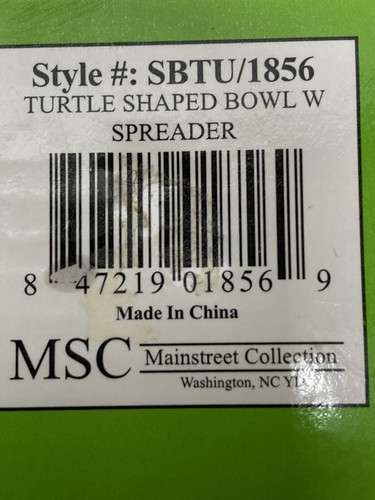 Style #: SBTU/1856
TURTLE SHAPED BOWL W
SPREADER
8 47219 01856 9
Made In China
MSC Mainstreet Collection
Washington, NC